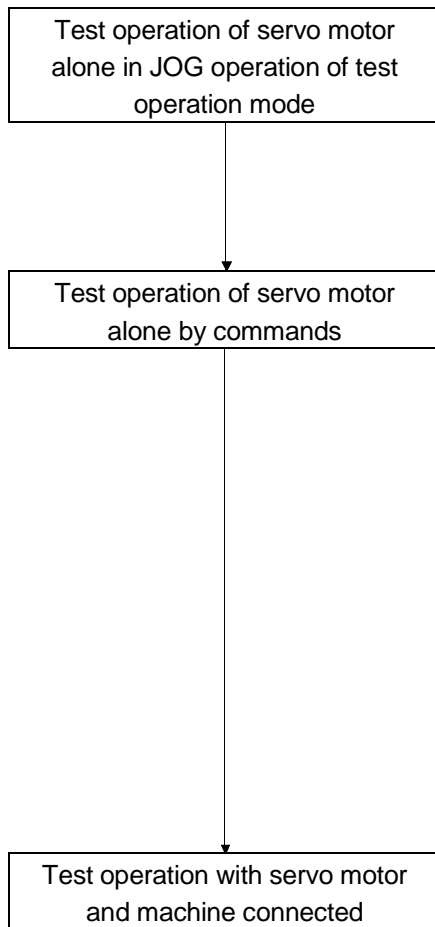 Test operation of servo motor
alone in JOG operation of test
operation mode
Test operation of servo motor
alone by commands
Test operation with servo motor
and machine connected